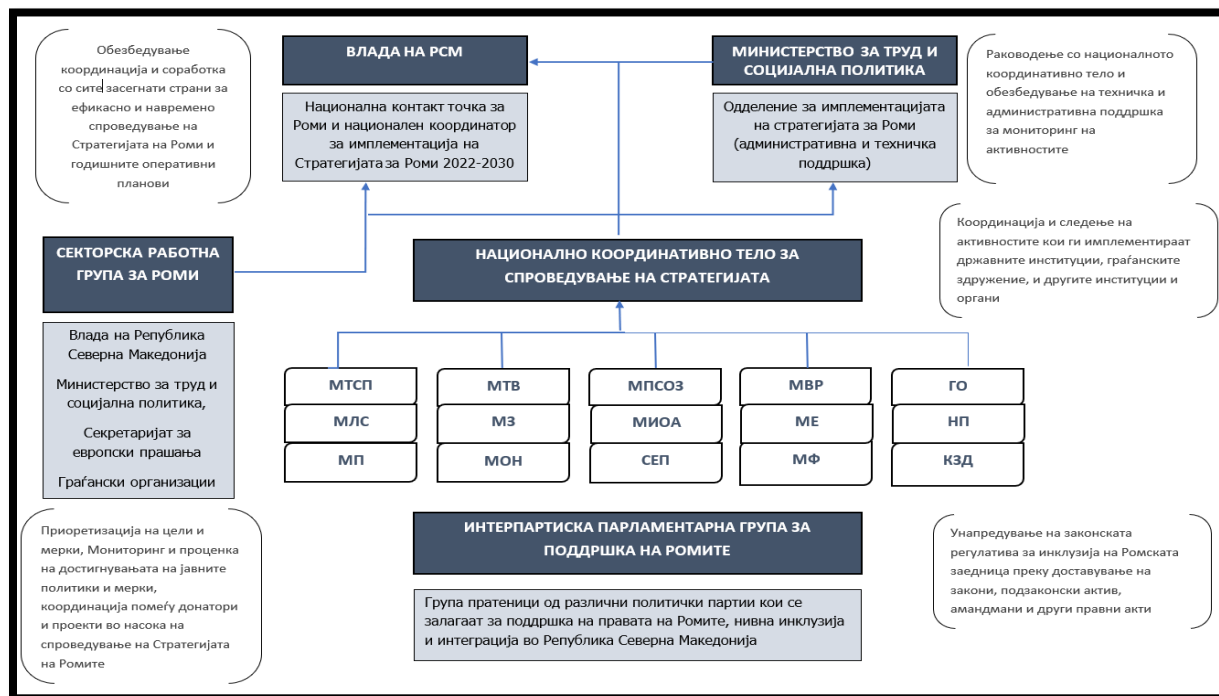 Обезбедување
координација и соработка
со сите засегнати страни за
ефикасно и навремено
спроведување на
Стратегијата на Роми и
годишните оперативни
планови
ВЛАДА НА РСМ
Национална контакт точка за
Роми и национален координатор
за имплементација на
Стратегијата за Роми 2022-2030
МИНИСТЕРСТВО ЗА ТРУД И
СОЦИЈАЛНА ПОЛИТИКА
Одделение за имплементацијата
на стратегијата за Роми
(административна и техничка
поддршка)
Раководење со националното
координативно тело и
обезбедување на техничка и
административна поддршка
за мониторинг на
активностите
СЕКТОРСКА РАБОТНА
ГРУПА ЗА РОМИ
Влада на Република
Северна Македонија
Министерство за труд и
социјална политика,
Секретаријат за
европски прашања
Граѓански организации
НАЦИОНАЛНО КООРДИНАТИВНО ТЕЛО ЗА
СПРОВЕДУВАЊЕ НА СТРАТЕГИЈАТА
Координација и следење на
активностите кои ги имплементираат
државните институции, граѓанските
здружение, и другите институции и
органи
МТСП
МТВ
МПСОЗ
МВР
ГО
МЛС
МЗ
МИОА
МЕ
НП
МП
МОН
СЕП
МФ
КЗД
Приоретизација на цели и
мерки, Мониторинг и проценка
на достигнувањата на јавните
политики и мерки,
координација помеѓу донатори
и проекти во насока на
спроведување на Стратегијата
на Ромите
ИНТЕРПАРТИСКА ПАРЛАМЕНТАРНА ГРУПА ЗА
ПОДДРШКА НА РОМИТЕ
Група пратеници од различни политички партии кои се
залагаат за поддршка на правата на Ромите, нивна инклузија
и интеграција во Република Северна Македонија
Унапредување на законската
регулатива за инклузија на Ромската
заедница преку доставување на
закони, подзаконски актив,
амандмани и други правни акти